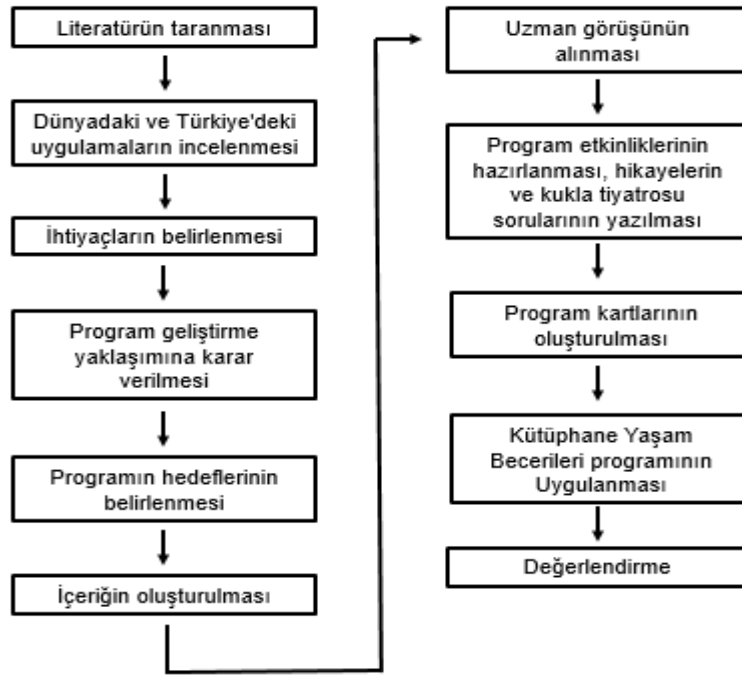 Literatürün taranması
Dünyadaki ve Türkiye'deki
uygulamaların incelenmesi
İhtiyaçların belirlenmesi
Program geliştirme
yaklaşımına karar
verilmesi
Programın hedeflerinin
belirlenmesi
İçeriğin oluşturulması
Uzman görüşünün
alınması
Program etkinliklerinin
hazırlanması, hikayelerin
ve kukla tiyatrosu
sorularının yazılması
Program kartlarının
oluşturulması
Kütüphane Yaşam
Becerileri programının
Uygulanması
Değerlendirme